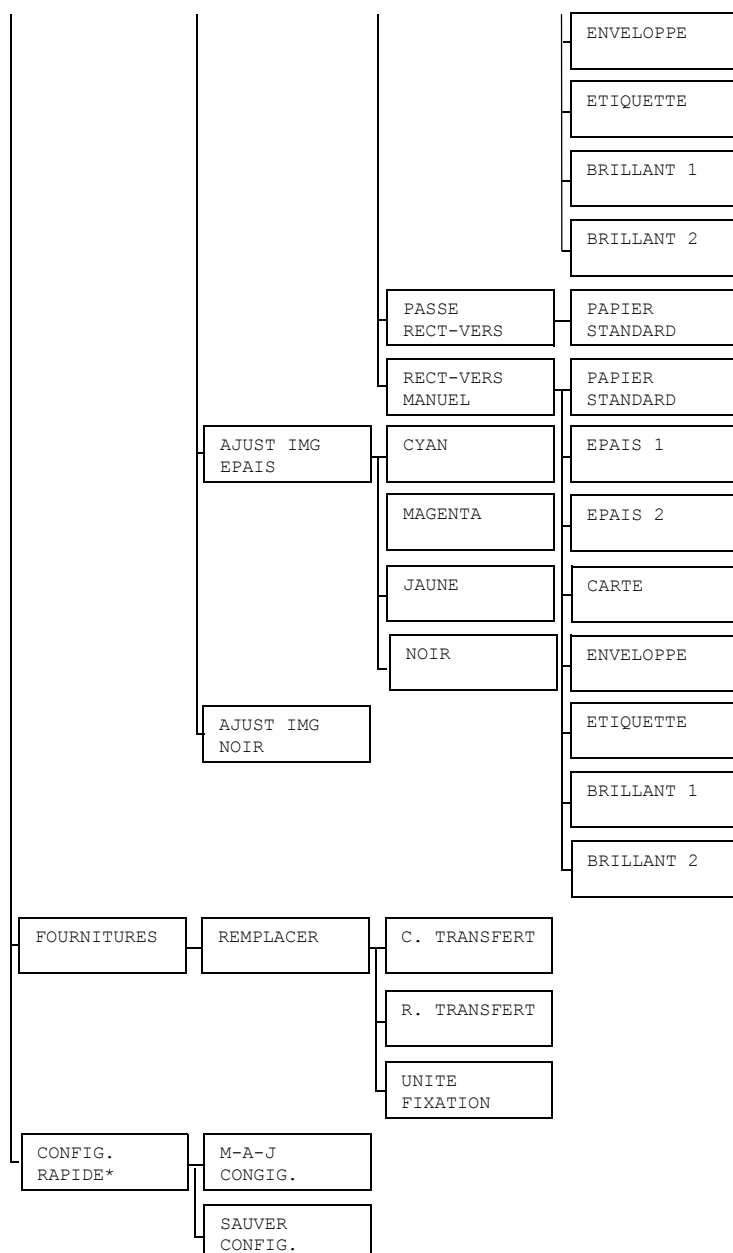 ENVELOPPE
ETIQUETTE
BRILLANT 1
BRILLANT 2
PASSE
RECT-VERS
PAPIER
STANDARD
RECT-VERS
MANUEL
PAPIER
STANDARD
AJUST IMG
EPAIS
CYAN
EPAIS 1
MAGENTA
EPAIS 2
JAUNE
CARTE
NOIR
ENVELOPPE
AJUST IMG
NOIR
ETIQUETTE
BRILLANT 1
BRILLANT 2
FOURNITURES
REMPLACER
C. TRANSFERT
R. TRANSFERT
UNITE
FIXATION
CONFIG.
RAPIDE*
M-A-J
CONGIG.
SAUVER
CONFIG.